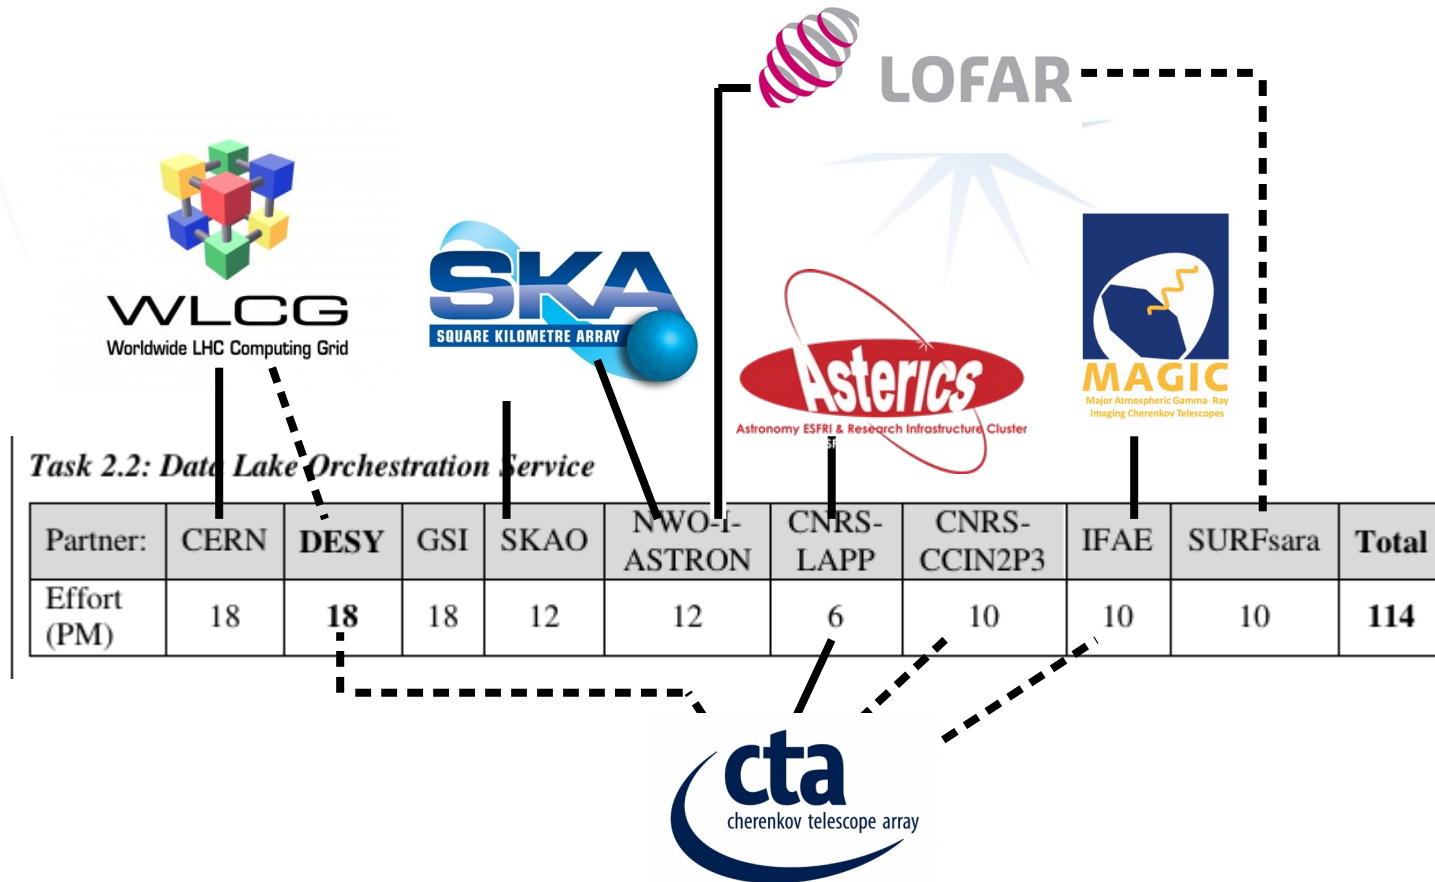 LOFAR
WLCG
Worldwide LHC Computing Grid
SKA
SQUARE KILOMETRE ARRAY
Asterics
Astronomy ESFRI & Research Infrastructure Cluster
MAGIC
Major Atmospheric Gamma-Ray
Imaging Cherenkov Telescopes
Task 2.2: Data Lake Orchestration Service
Partner: CERN DESY GSI SKAO NWO-I-ASTRON CNRS-LAPP CNRS-CCIN2P3 IFAE SURFsara Total
Effort (PM) 18 18 18 12 12 6 10 10 10 114
cta
cherenkov telescope array